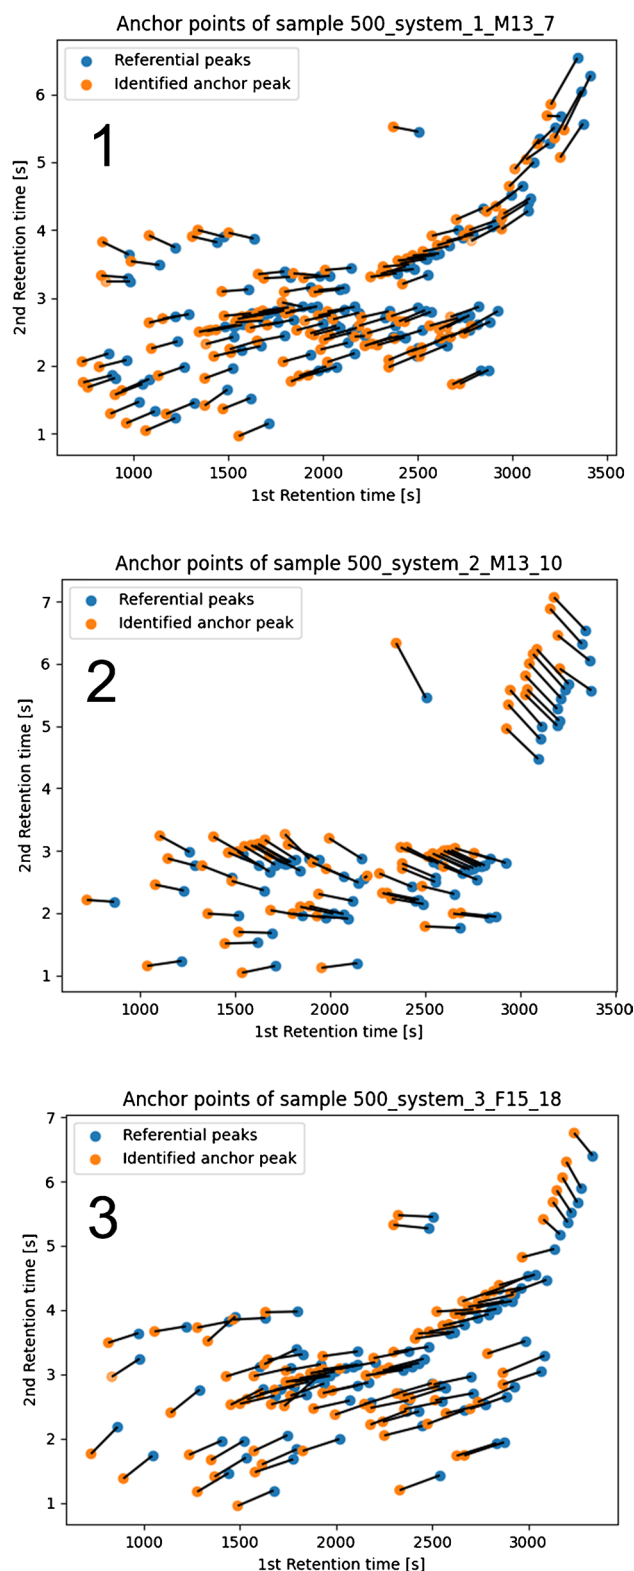 Anchor points of sample 500_system_1_M13_7
Referential peaks
Identified anchor peak
1
6
5
4
3
2
1
2nd Retention time [s]
1000 1500 2000 2500 3000 3500
1st Retention time [s]
Anchor points of sample 500_system_2_M13_10
Referential peaks
Identified anchor peak
2
7
6
5
4
3
2
1
2nd Retention time [s]
1000 1500 2000 2500 3000 3500
1st Retention time [s]
Anchor points of sample 500_system_3_F15_18
Referential peaks
Identified anchor peak
3
7
6
5
4
3
2
1
2nd Retention time [s]
1000 1500 2000 2500 3000
1st Retention time [s]